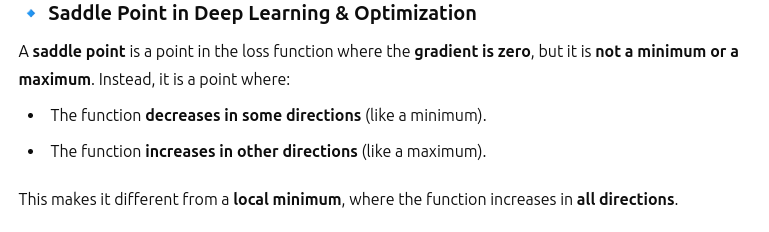 Saddle Point in Deep Learning & Optimization
A saddle point is a point in the loss function where the gradient is zero, but it is not a minimum or a
maximum. Instead, it is a point where:
• The function decreases in some directions (like a minimum).
• The function increases in other directions (like a maximum).
This makes it different from a local minimum, where the function increases in all directions.